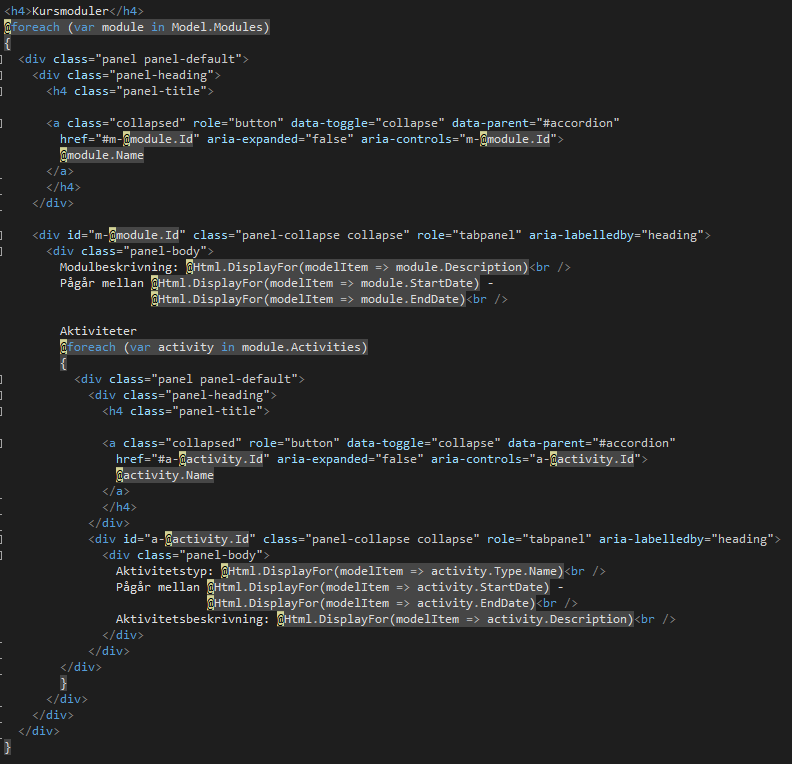 <h4>Kursmoduler</h4>
@foreach (var module in Model.Modules)
{
<div class="panel panel-default">
<div class="panel-heading">
<h4 class="panel-title">
<a class="collapsed" role="button" data-toggle="collapse" data-parent="#accordion"
href="#m-@module.Id" aria-expanded="false" aria-controls="m-@module.Id">
@module.Name
</a>
</h4>
</div>
<div id="m-@module.Id" class="panel-collapse collapse" role="tabpanel" aria-labelledby="heading">
<div class="panel-body">
Modulbeskrivning: @Html.DisplayFor(modelItem => module.Description)<br />
Pågår mellan @Html.DisplayFor(modelItem => module.StartDate) -
@Html.DisplayFor(modelItem => module.EndDate)<br />
Aktiviteter
@foreach (var activity in module.Activities)
{
<div class="panel panel-default">
<div class="panel-heading">
<h4 class="panel-title">
<a class="collapsed" role="button" data-toggle="collapse" data-parent="#accordion"
href="#a-@activity.Id" aria-expanded="false" aria-controls="a-@activity.Id">
@activity.Name
</a>
</h4>
</div>
<div id="a-@activity.Id" class="panel-collapse collapse" role="tabpanel" aria-labelledby="heading">
<div class="panel-body">
Aktivitetstyp: @Html.DisplayFor(modelItem => activity.Type.Name)<br />
Pågår mellan @Html.DisplayFor(modelItem => activity.StartDate) -
@Html.DisplayFor(modelItem => activity.EndDate)<br />
Aktivitetsbeskrivning: @Html.DisplayFor(modelItem => activity.Description)<br />
</div>
</div>
</div>
}
</div>
</div>
</div>
}